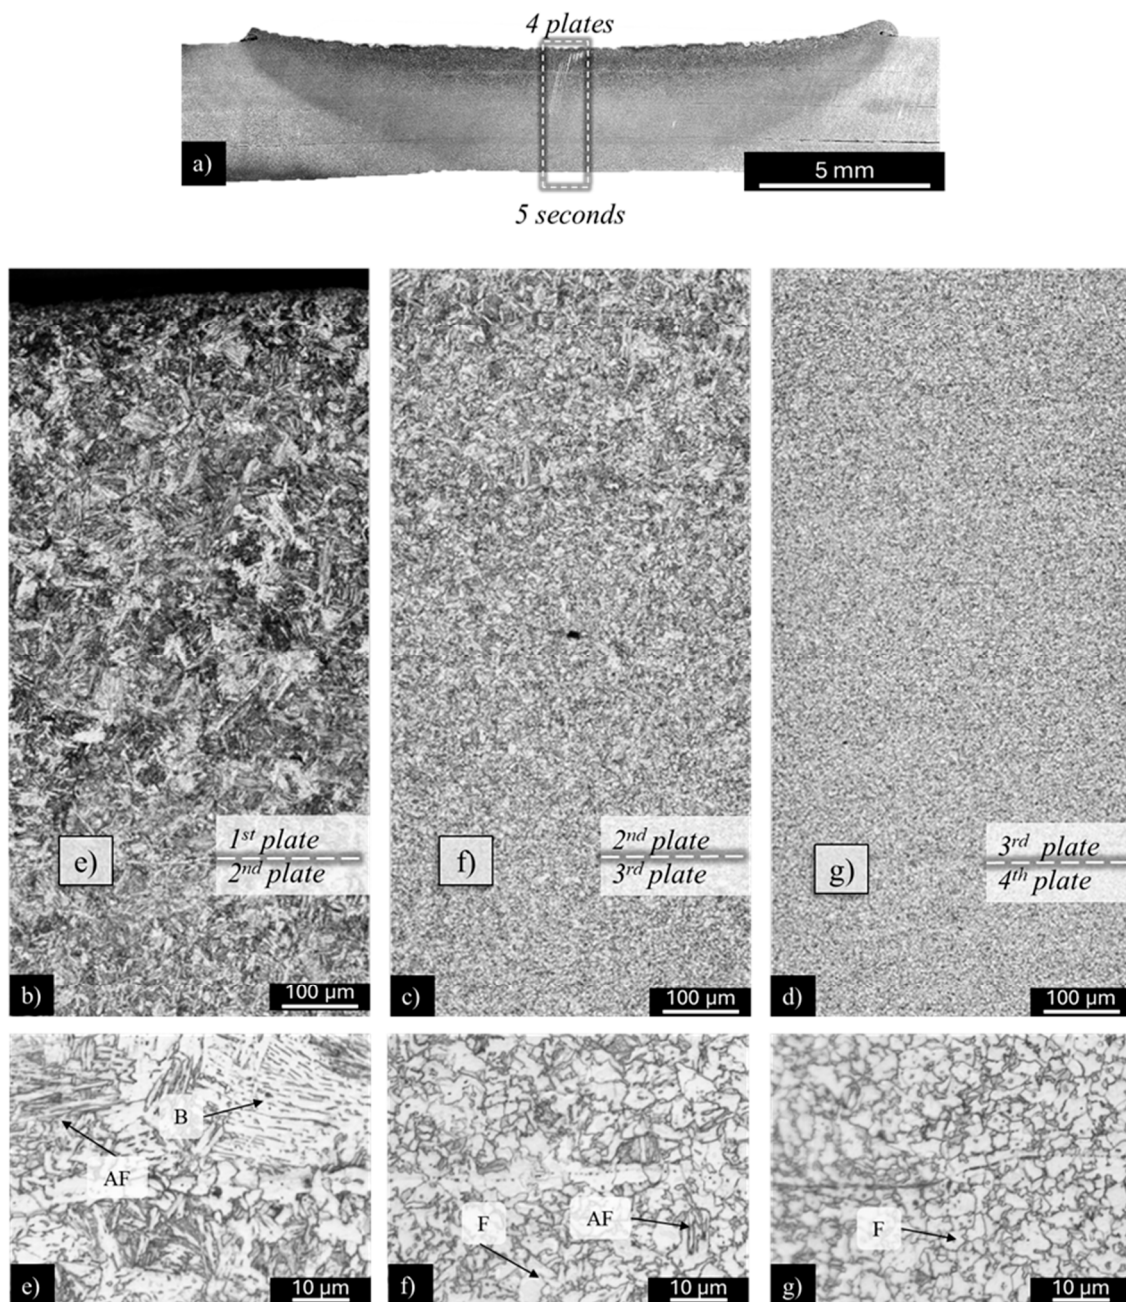 4 plates
a)
5 mm
5 seconds
e)
1st plate
2nd plate
b)
100 µm
f)
2nd plate
3rd plate
c)
100 µm
g)
3rd plate
4th plate
d)
100 µm
B
AF
e)
10 µm
F
AF
f)
10 µm
F
g)
10 µm